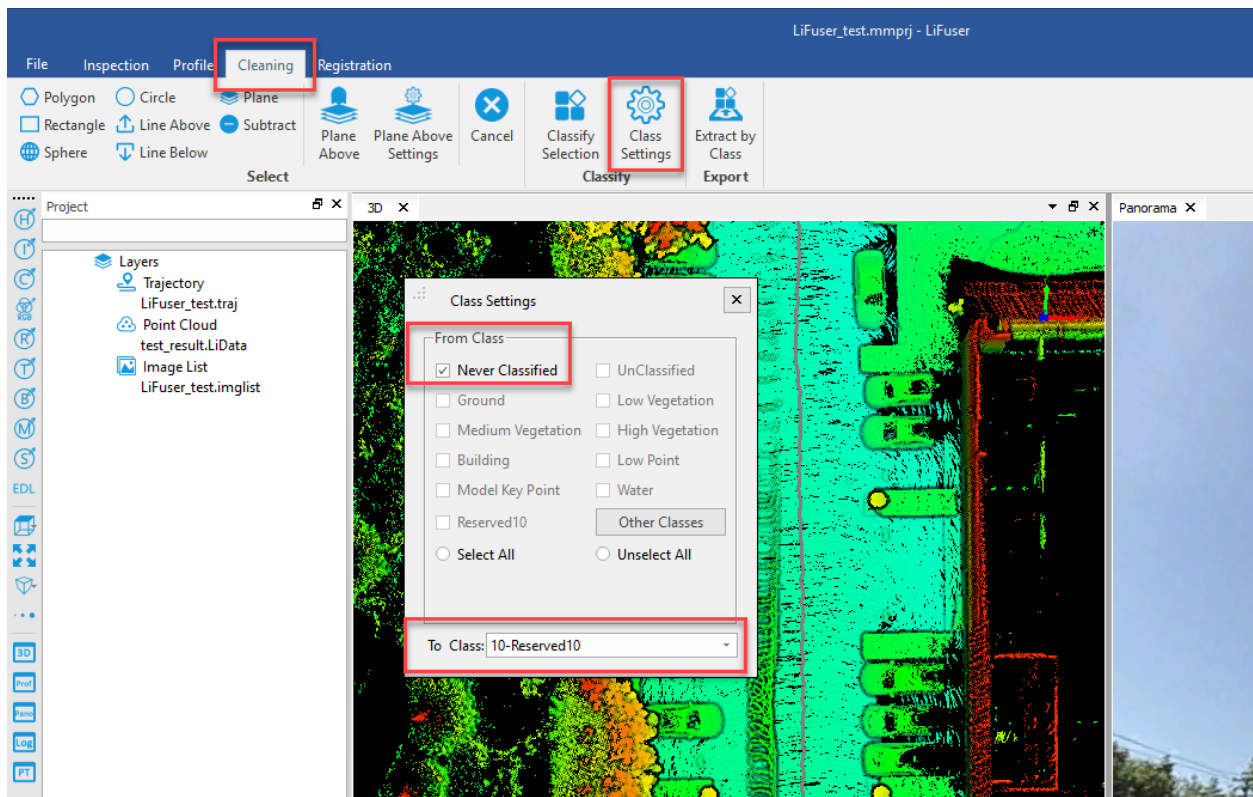 LiFuser_test.mmprj - LiFuser
File Inspection Profile Cleaning Registration
Polygon Circle Plane
Rectangle Line Above Subtract
Sphere Line Below
Select
Plane Above
Plane Above Settings
Cancel
Classify Selection
Class Settings
Classify
Extract by Class
Export
Project
3D
Panorama
Layers
Trajectory
LiFuser_test.traj
Point Cloud
test_result.LiData
Image List
LiFuser_test.imglist
H
I
C
RGB
R
T
B
M
S
EDL
3D
Prof
Pano
Log
PT
Class Settings
From Class
Never Classified UnClassified
Ground Low Vegetation
Medium Vegetation High Vegetation
Building Low Point
Model Key Point Water
Reserved10 Other Classes
Select All Unselect All
To Class: 10-Reserved10